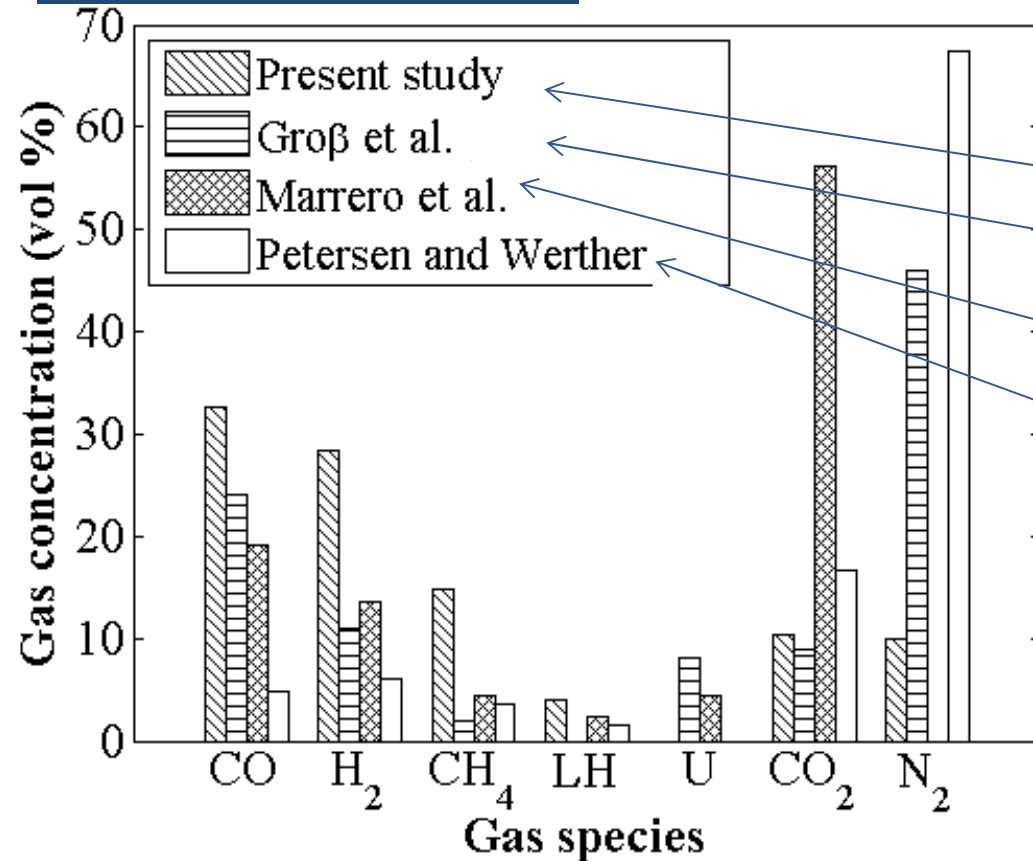 Gas concentration (vol %)
70
60
50
40
30
20
10
0
Present study
Groβ et al.
Marrero et al.
Petersen and Werther
CO H₂ CH₄ LH U CO₂ N₂
Gas species